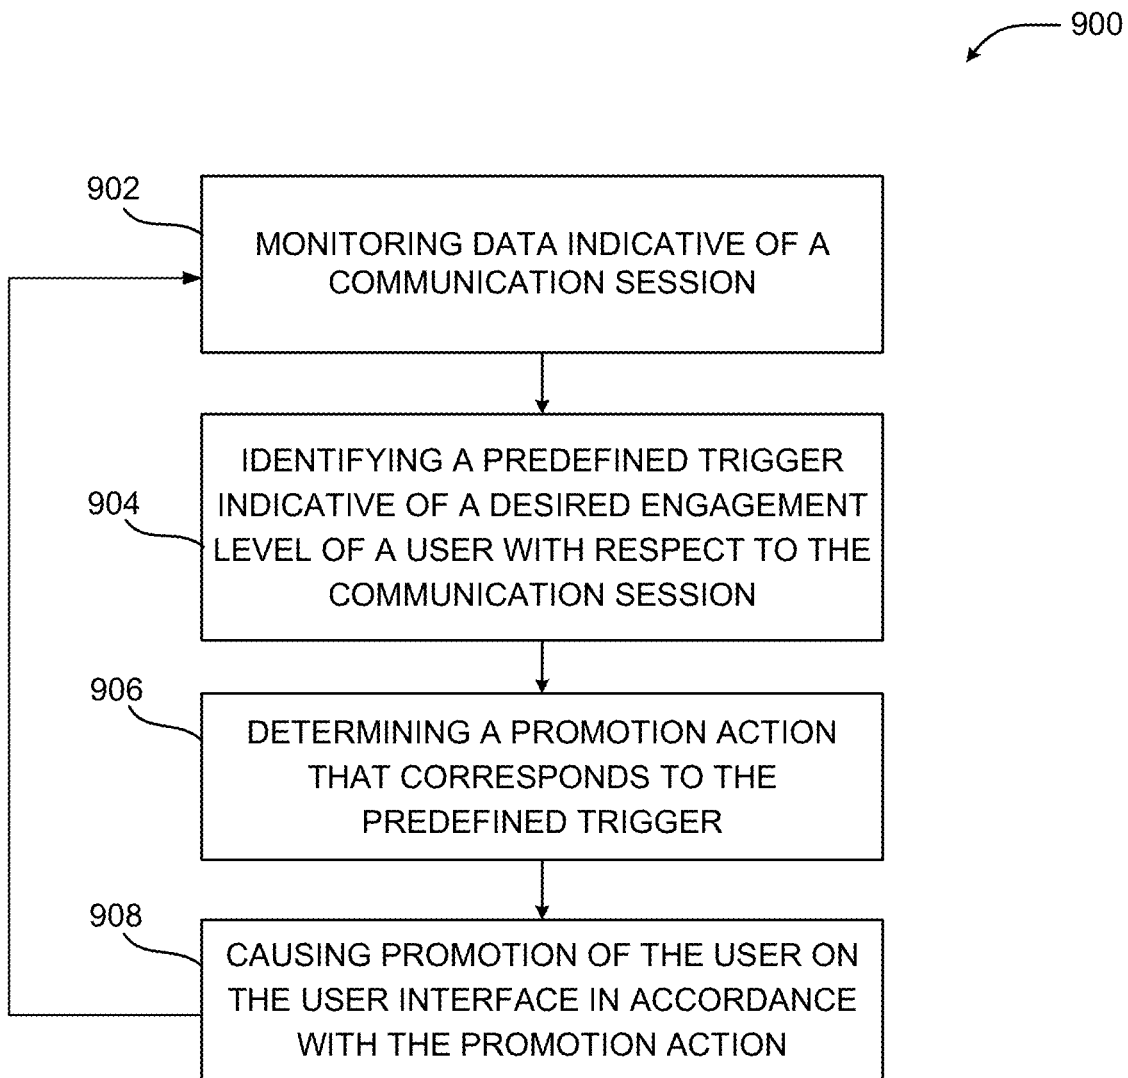 900
902
MONITORING DATA INDICATIVE OF A
COMMUNICATION SESSION
904
IDENTIFYING A PREDEFINED TRIGGER
INDICATIVE OF A DESIRED ENGAGEMENT
LEVEL OF A USER WITH RESPECT TO THE
COMMUNICATION SESSION
906
DETERMINING A PROMOTION ACTION
THAT CORRESPONDS TO THE
PREDEFINED TRIGGER
908
CAUSING PROMOTION OF THE USER ON
THE USER INTERFACE IN ACCORDANCE
WITH THE PROMOTION ACTION